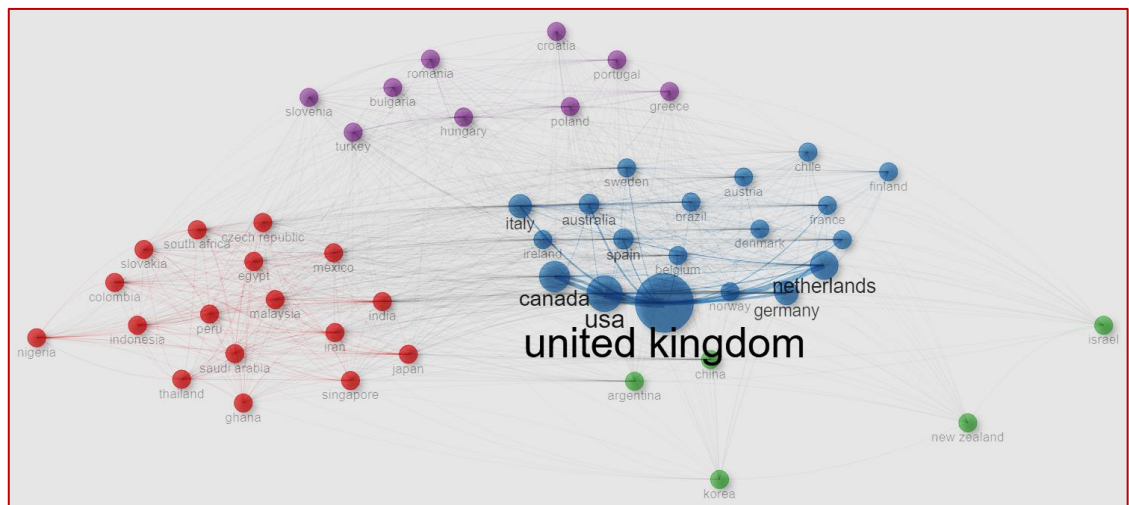 croatia
romania
portugal
bulgaria
greece
slovenia
poland
hungary
turkey
chile
sweden
finland
austria
italy
australia
brazil
france
south africa
czech republic
denmark
ireland
spain
slovakia
mexico
egypt
belgium
colombia
netherlands
canada
norway
malaysia
india
germany
usa
peru
indonesia
united kingdom
israel
nigeria
iran
saudi arabia
japan
china
thailand
singapore
argentina
ghana
new zealand
korea